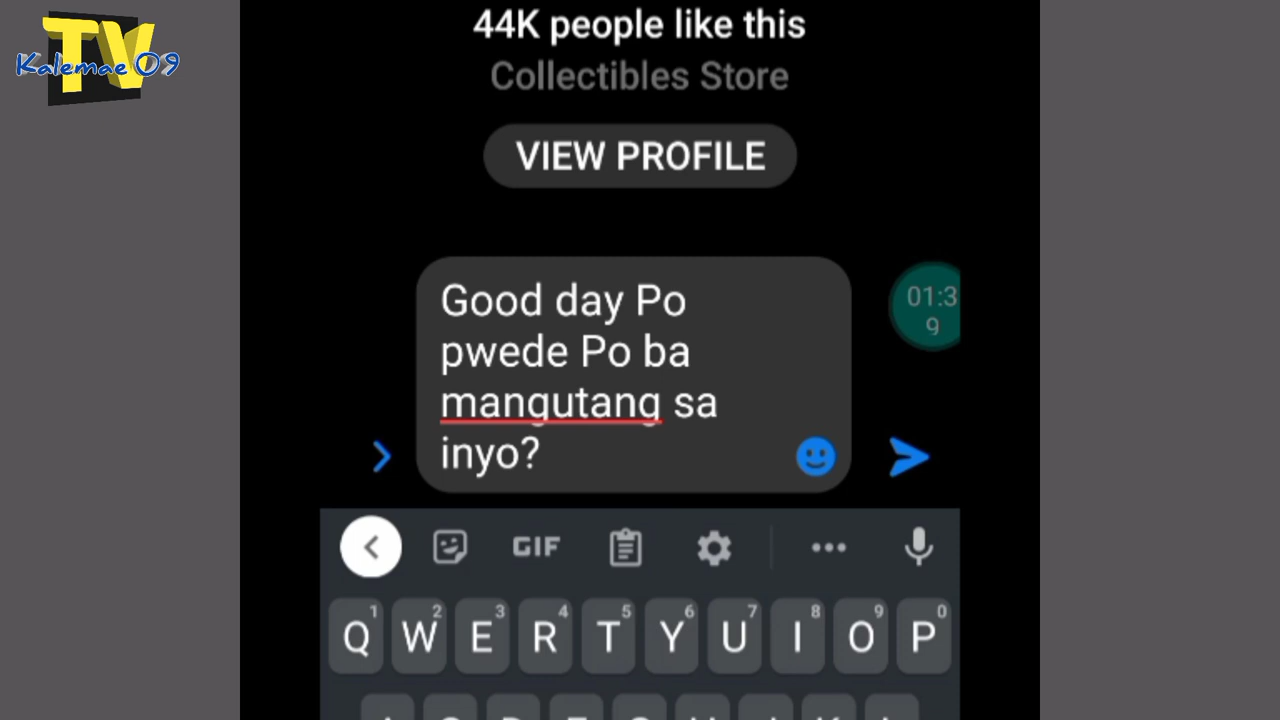 TV
Kalemae 09
44K people like this
Collectibles Store
VIEW PROFILE
Good day Po
pwede Po ba
mangutang sa
inyo?
01:3
9
GIF
1 2 3 4 5 6 7 8 9 0
Q W E R T Y U I O P